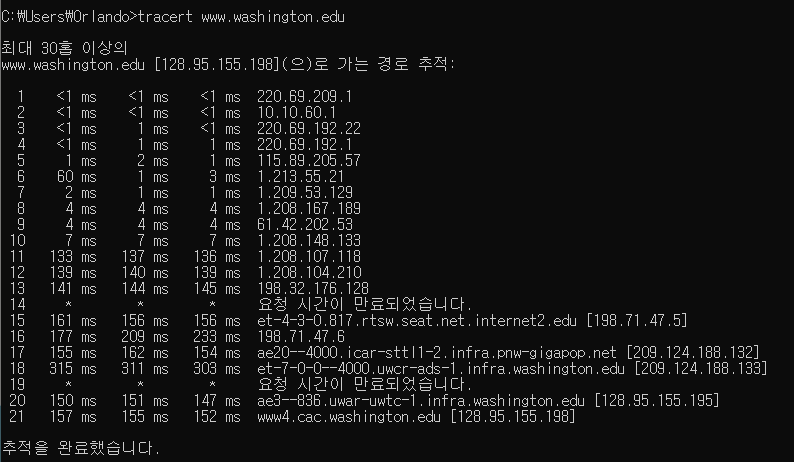 C:\Users\Orlando>tracert www.washington.edu
최대 30홉 이상의
www.washington.edu [128.95.155.198](으)로 가는 경로 추적:
1 <1 ms <1 ms <1 ms 220.69.209.1
2 <1 ms <1 ms <1 ms 10.10.60.1
3 <1 ms 1 ms <1 ms 220.69.192.22
4 <1 ms 1 ms 1 ms 220.69.192.1
5 1 ms 2 ms 1 ms 115.89.205.57
6 60 ms 1 ms 3 ms 1.213.55.21
7 2 ms 1 ms 1 ms 1.209.53.129
8 4 ms 4 ms 4 ms 1.208.167.189
9 4 ms 4 ms 4 ms 61.42.202.53
10 7 ms 7 ms 7 ms 1.208.148.133
11 133 ms 137 ms 136 ms 1.208.107.118
12 139 ms 140 ms 139 ms 1.208.104.210
13 141 ms 144 ms 145 ms 198.32.176.128
14 * * * 요청 시간이 만료되었습니다.
15 161 ms 156 ms 156 ms et-4-3-0.817.rtsw.seat.net.internet2.edu [198.71.47.5]
16 177 ms 209 ms 233 ms 198.71.47.6
17 155 ms 162 ms 154 ms ae20--4000.icar-sttl1-2.infra.pnw-gigapop.net [209.124.188.132]
18 315 ms 311 ms 303 ms et-7-0-0--4000.uwcr-ads-1.infra.washington.edu [209.124.188.133]
19 * * * 요청 시간이 만료되었습니다.
20 150 ms 151 ms 147 ms ae3--836.uwar-uwtc-1.infra.washington.edu [128.95.155.195]
21 157 ms 155 ms 152 ms www4.cac.washington.edu [128.95.155.198]
추적을 완료했습니다.